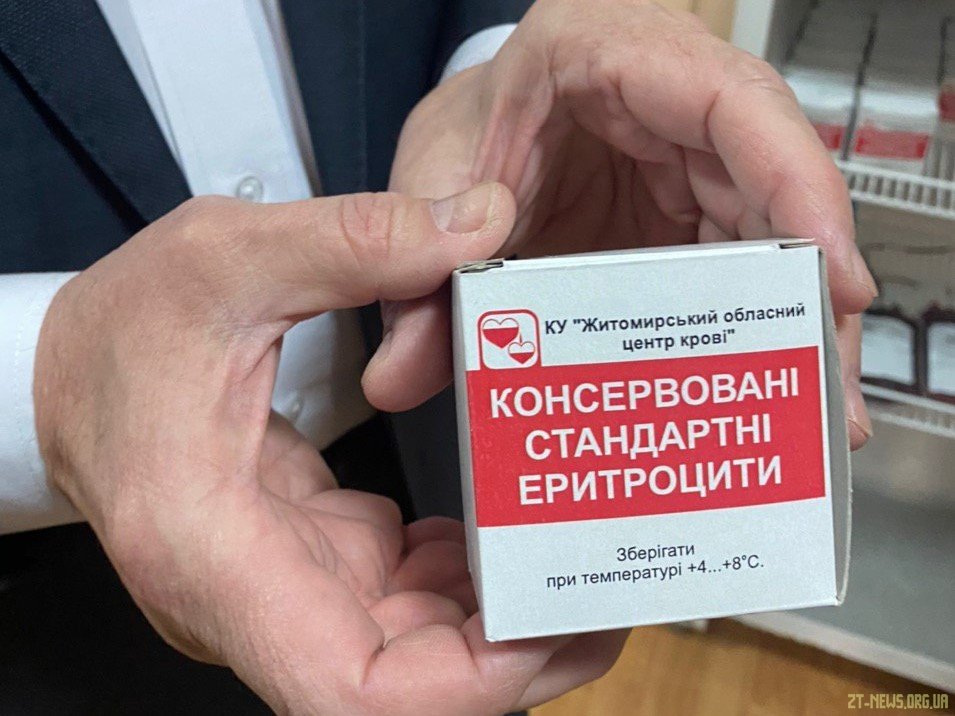 КУ "Житомирський обласний
центр крові"
КОНСЕРВОВАНІ
СТАНДАРТНІ
ЕРИТРОЦИТИ
Зберігати
при температурі +4...+8°С.
ZT-NEWS.ORG.UA